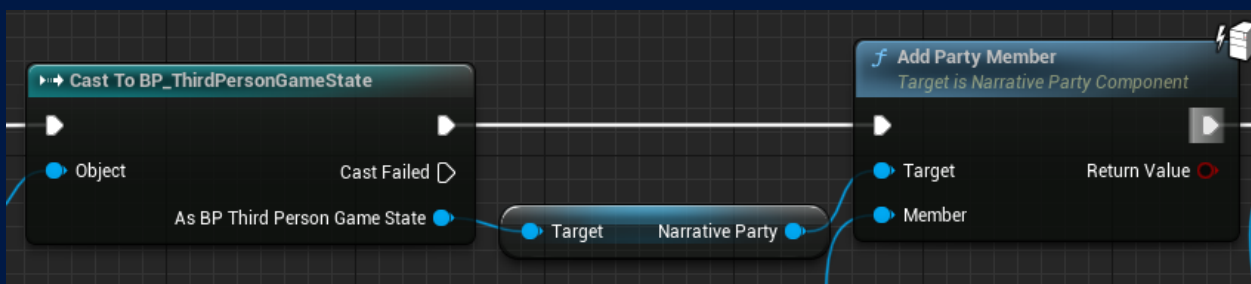 Cast To BP_ThirdPersonGameState
Object
Cast Failed
As BP Third Person Game State
Target
Narrative Party
f Add Party Member
Target is Narrative Party Component
Target
Return Value
Member